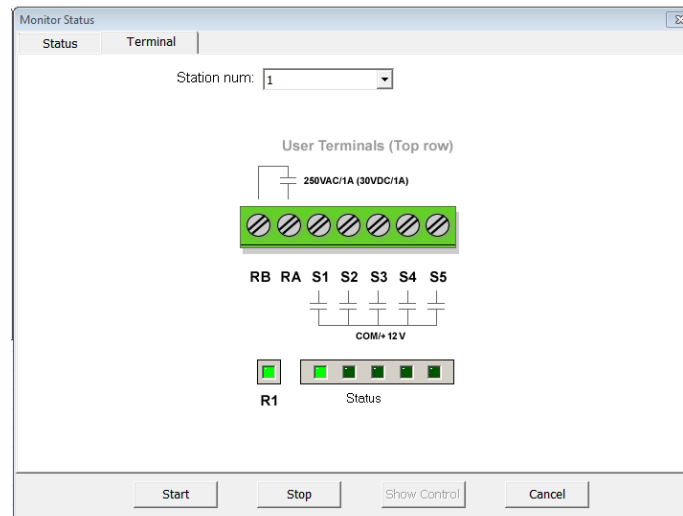 Monitor Status
Status Terminal
Station num: 1
User Terminals (Top row)
250VAC/1A (30VDC/1A)
RB RA S1 S2 S3 S4 S5
COM/+12 V
R1 Status
Start Stop Show Control Cancel